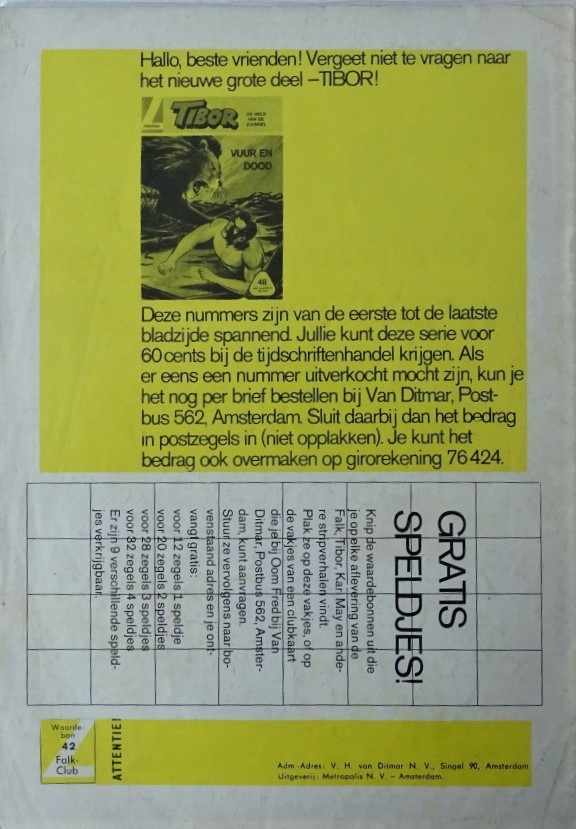 Hallo, beste vrienden! Vergeet niet te vragen naar
het nieuwe grote deel –TIBOR!
TIBOR
DE HELD
VAN DE
DSJUNGEL
VUUR EN
DOOD
48
Deze nummers zijn van de eerste tot de laatste
bladzijde spannend. Jullie kunt deze serie voor
60 cents bij de tijdschriftenhandel krijgen. Als
er eens een nummer uitverkocht mocht zijn, kun je
het nog per brief bestellen bij Van Ditmar, Post-
bus 562, Amsterdam. Sluit daarbij dan het bedrag
in postzegels in (niet opplakken). Je kunt het
bedrag ook overmaken op girorekening 76424.
GRATIS
SPELDJES!
Knip de waardebonnen uit die
je op elke aflevering van de
Falk, Tibor, Karl May en ande-
re stripverhalen vindt.
Plak ze op deze vakjes, of op
de vakjes van een clubkaart
die je bij Oom Fred bij Van
Ditmar, Postbus 562, Amster-
dam, kunt aanvragen.
Stuur ze vervolgens naar bo-
venstaand adres en je ont-
vangt gratis:
voor 12 zegels 1 speldje
voor 20 zegels 2 speldjes
voor 28 zegels 3 speldjes
voor 32 zegels 4 speldjes
Er zijn 9 verschillende speld-
jes verkrijgbaar.
Waarde-
bon
42
Falk-
Club
ATTENTIE!
Adm.-Adres: V. H. van Ditmar N. V., Singel 90, Amsterdam
Uitgeverij: Metropolis N. V. – Amsterdam.